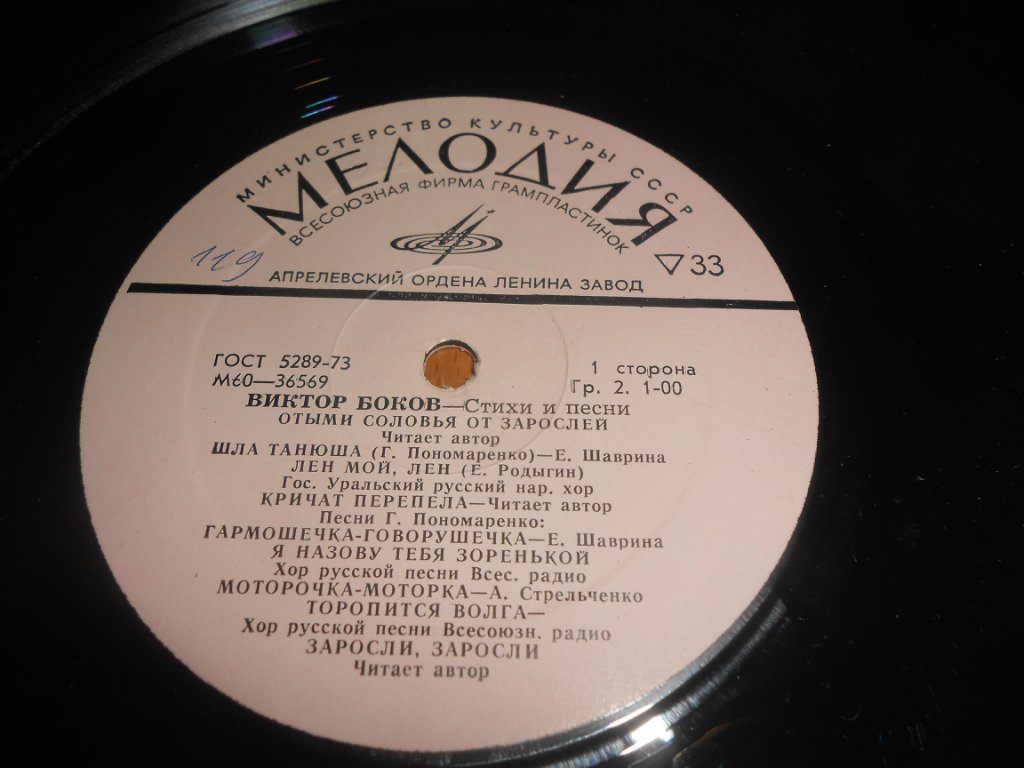 МИНИСТЕРСТВО КУЛЬТУРЫ СССР
МЕЛОДИЯ
ВСЕСОЮЗНАЯ ФИРМА ГРАМПЛАСТИНОК
119
33
АПРЕЛЕВСКИЙ ОРДЕНА ЛЕНИНА ЗАВОД
ГОСТ 5289-73
М60—36569
1 сторона
Гр. 2. 1-00
ВИКТОР БОКОВ—Стихи и песни
ОТЫМИ СОЛОВЬЯ ОТ ЗАРОСЛЕЙ
Читает автор
ШЛА ТАНЮША (Г. Пономаренко)—Е. Шаврина
ЛЕН МОЙ, ЛЕН (Е. Родыгин)
Гос. Уральский русский нар. хор
КРИЧАТ ПЕРЕПЕЛА—Читает автор
Песни Г. Пономаренко:
ГАРМОШЕЧКА-ГОВОРУШЕЧКА—Е. Шаврина
Я НАЗОВУ ТЕБЯ ЗОРЕНЬКОЙ
Хор русской песни Всес. радио
МОТОРОЧКА-МОТОРКА—А. Стрельченко
ТОРОПИТСЯ ВОЛГА—
Хор русской песни Всесоюзн. радио
ЗАРОСЛИ, ЗАРОСЛИ
Читает автор